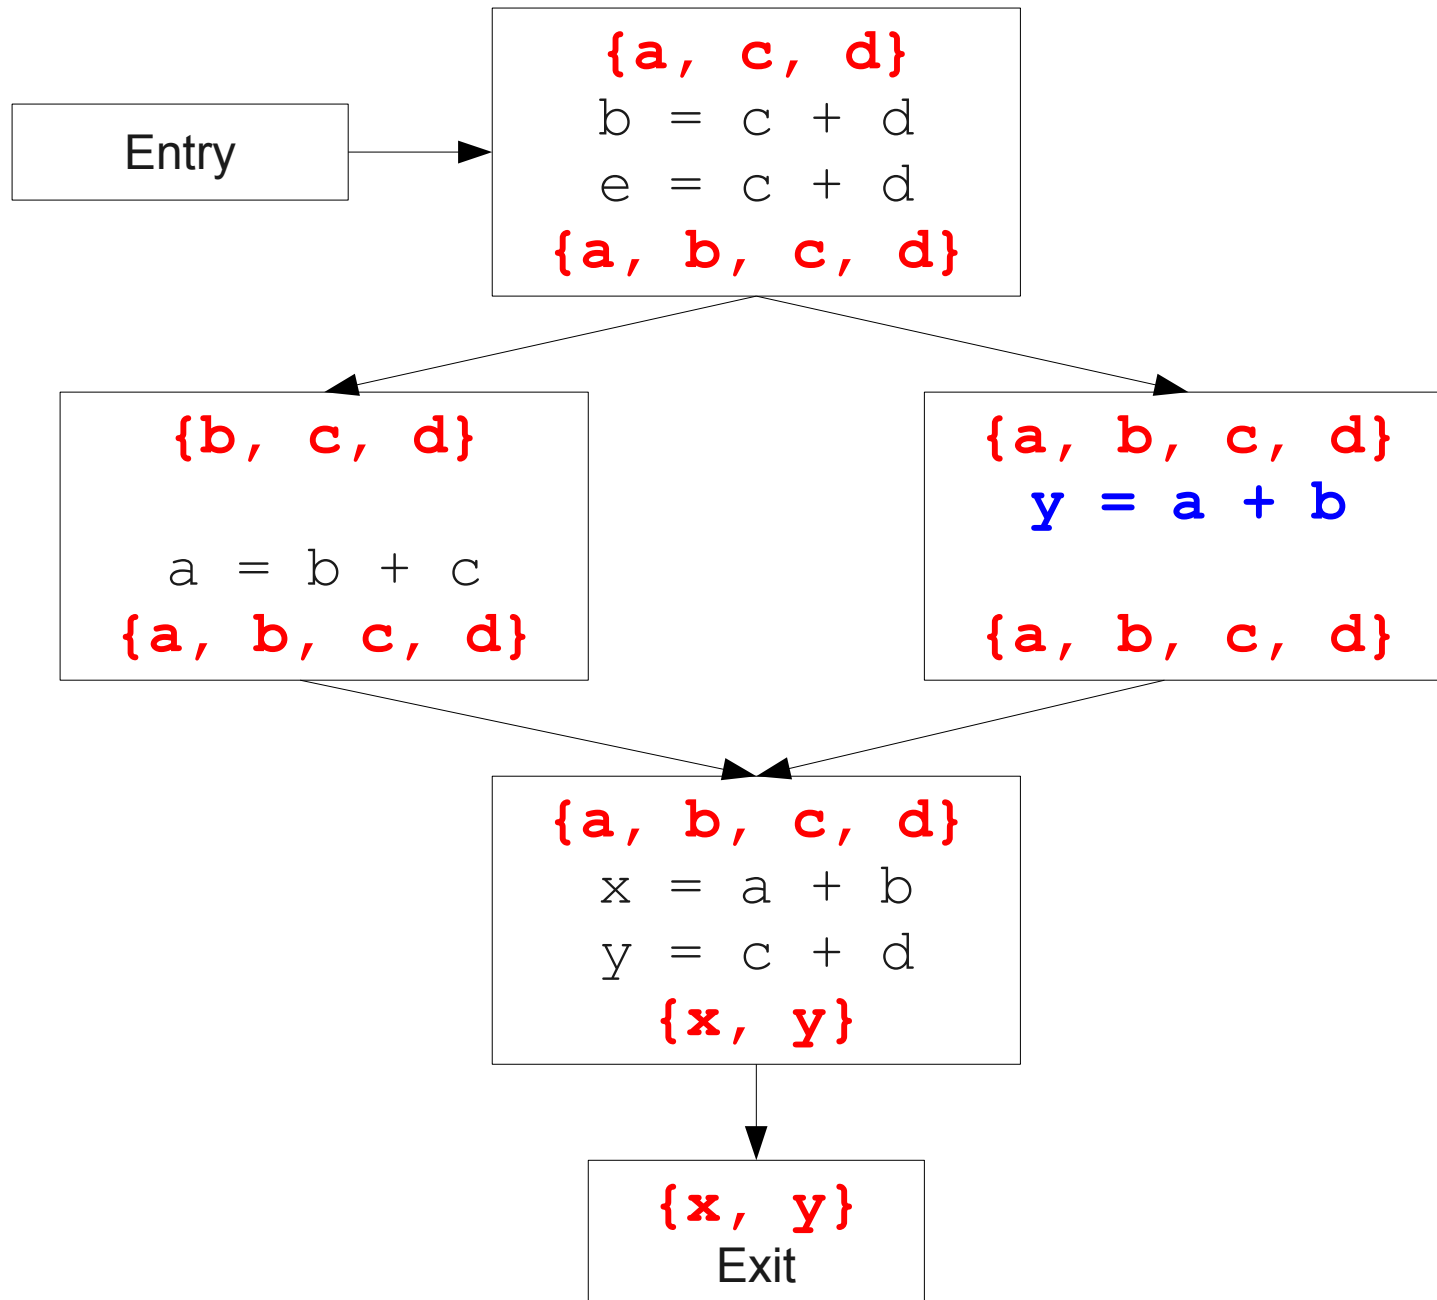 Entry
{a, c, d}
b = c + d
e = c + d
{a, b, c, d}
{b, c, d}
a = b + c
{a, b, c, d}
{a, b, c, d}
y = a + b
{a, b, c, d}
{a, b, c, d}
x = a + b
y = c + d
{x, y}
{x, y}
Exit